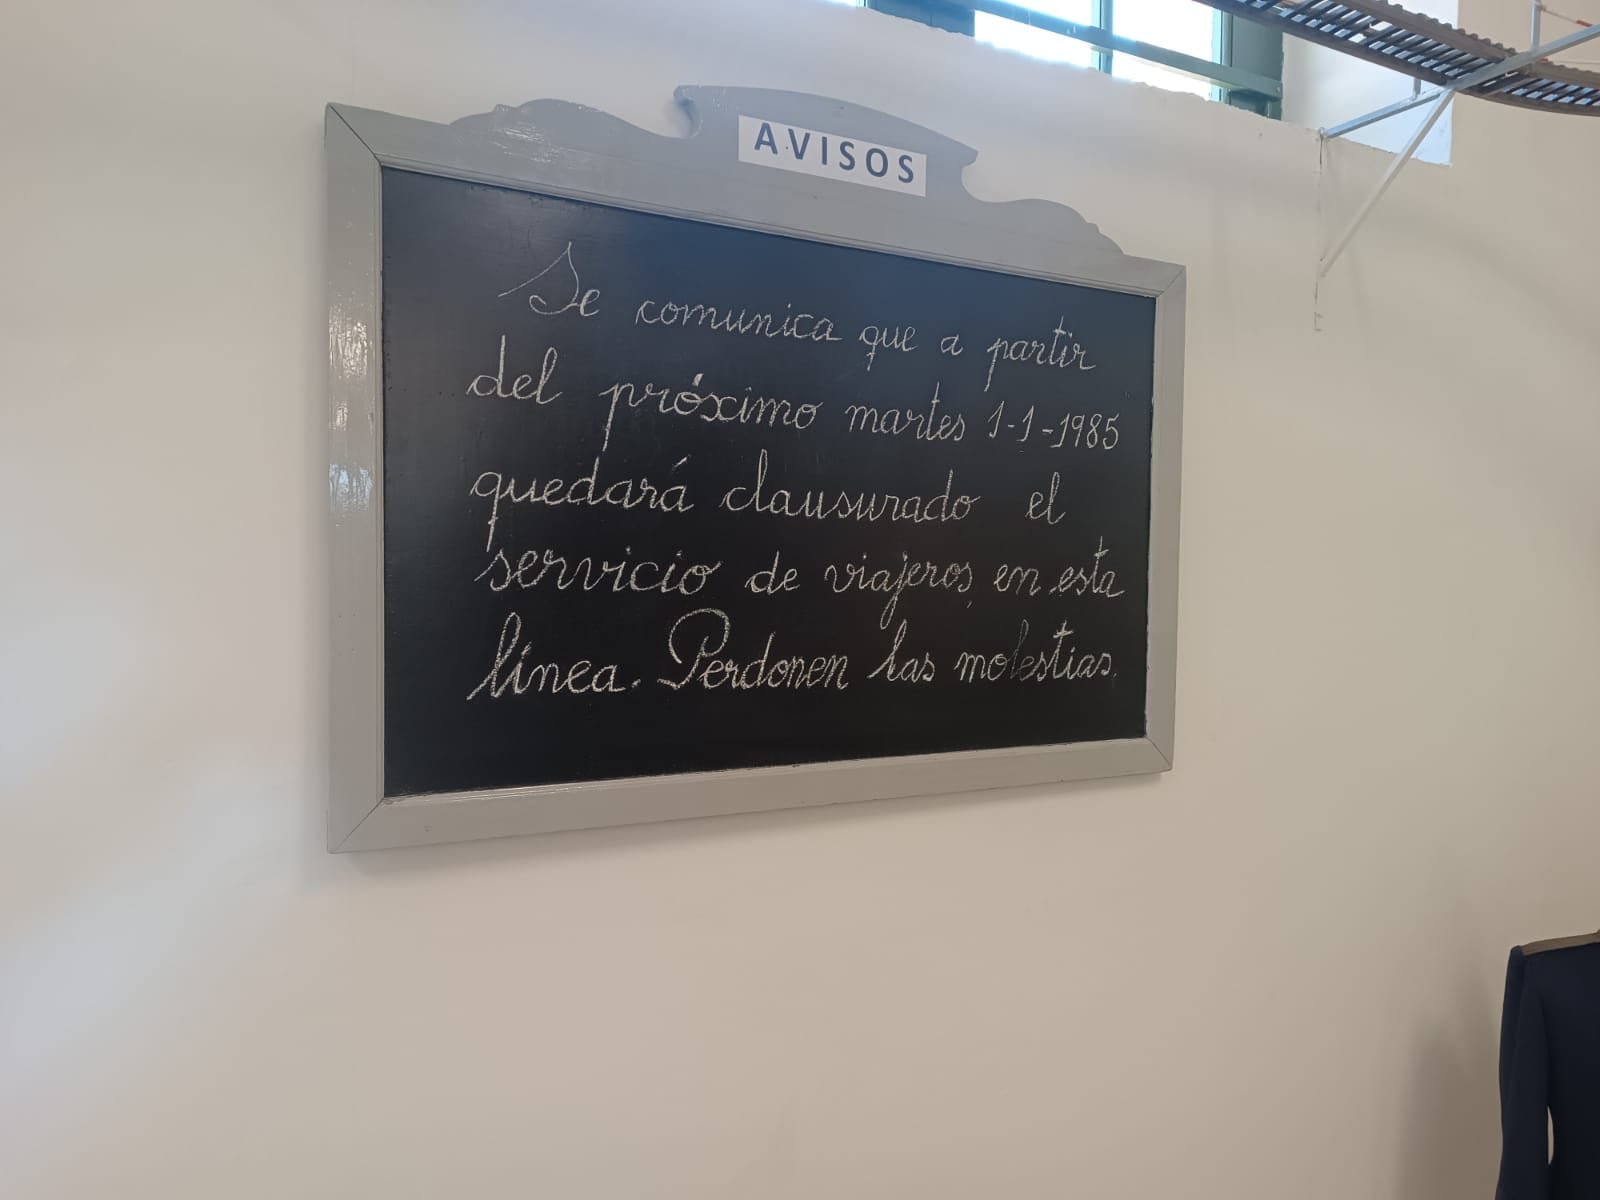 AVISOS
Se comunica que a partir
del próximo martes 1-1-1985
quedará clausurado el
servicio de viajeros en esta
línea. Perdonen las molestias.